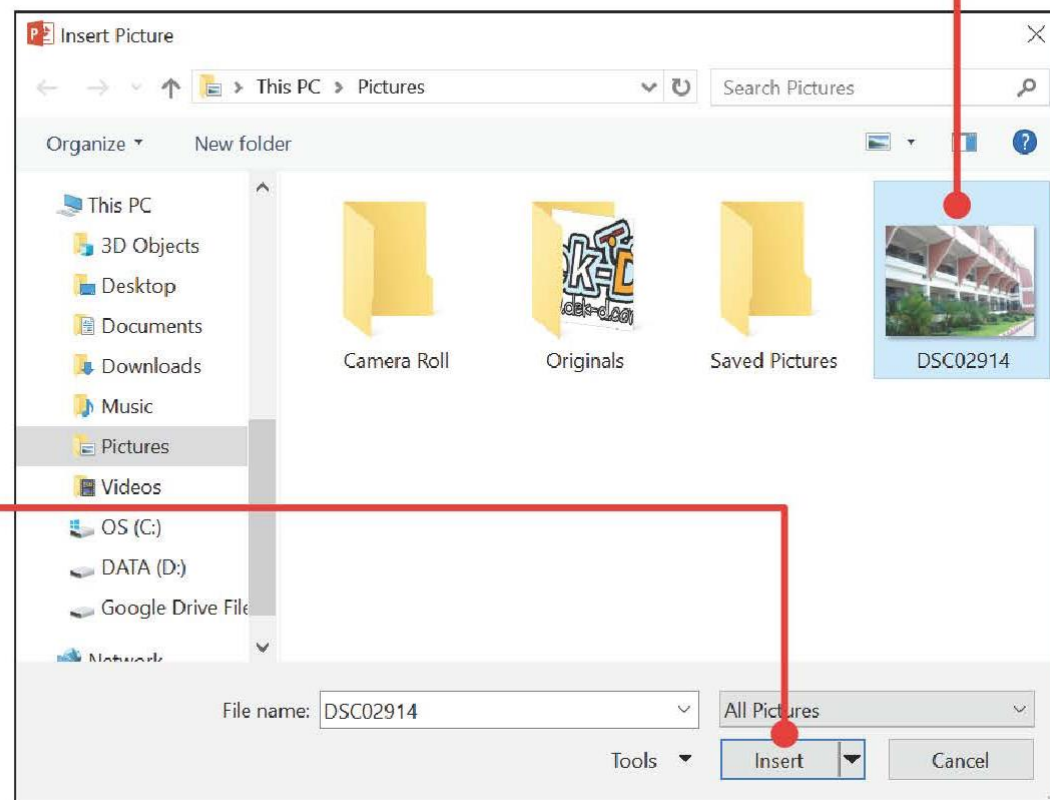 Insert Picture
This PC > Pictures
Search Pictures
Organize
New folder
This PC
3D Objects
Desktop
Documents
Downloads
Music
Pictures
Videos
OS (C:)
DATA (D:)
Google Drive File
Network
Camera Roll
Originals
Saved Pictures
DSC02914
File name: DSC02914
All Pictures
Tools
Insert
Cancel